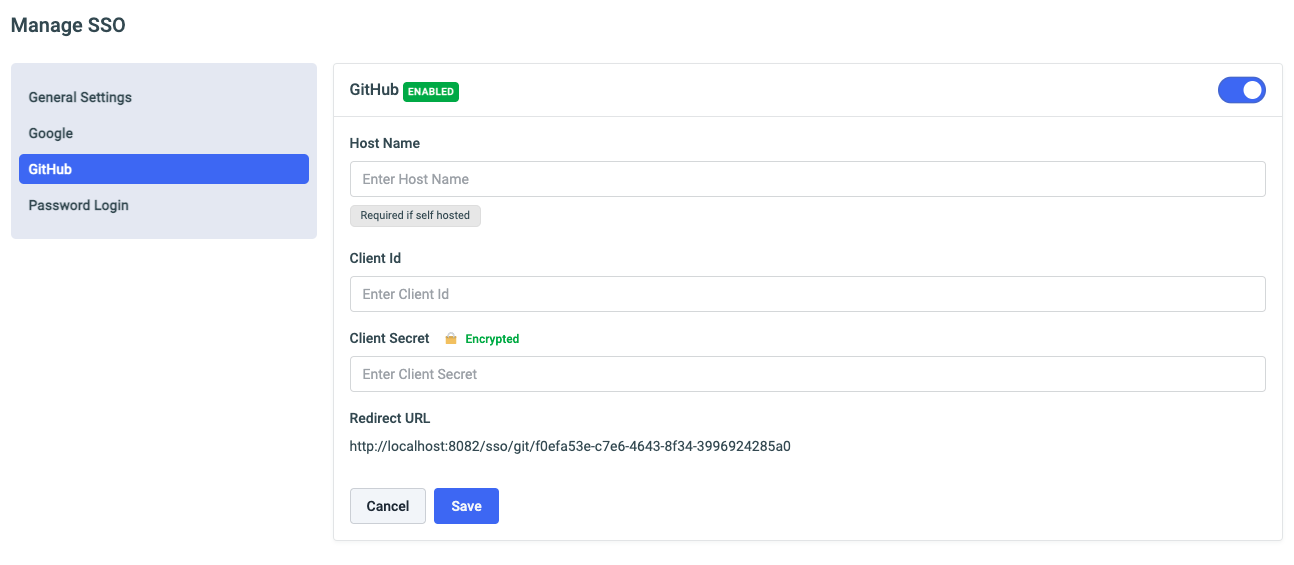 Manage SSO
General Settings
Google
GitHub
Password Login
GitHub ENABLED
Host Name
Enter Host Name
Required if self hosted
Client Id
Enter Client Id
Client Secret Encrypted
Enter Client Secret
Redirect URL
http://localhost:8082/sso/git/f0efa53e-c7e6-4643-8f34-3996924285a0
Cancel Save